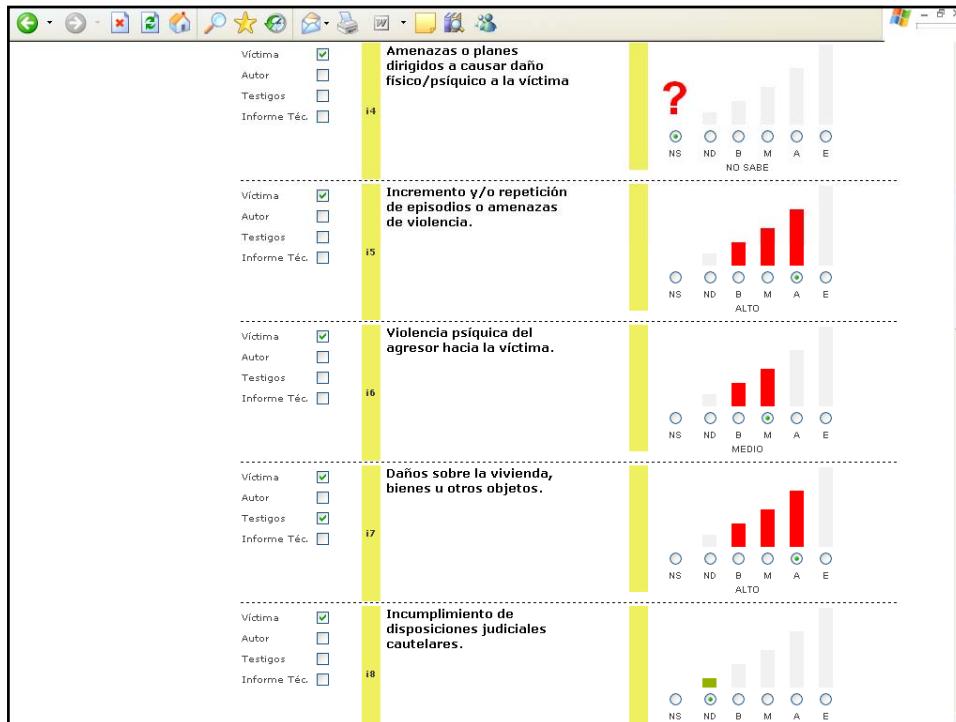 Víctima
Autor
Testigos
Informe Téc.
i4
Amenazas o planes
dirigidos a causar daño
físico/psíquico a la víctima
?
NS ND B M A E
NO SABE
Víctima
Autor
Testigos
Informe Téc.
i5
Incremento y/o repetición
de episodios o amenazas
de violencia.
NS ND B M A E
ALTO
Víctima
Autor
Testigos
Informe Téc.
i6
Violencia psíquica del
agresor hacia la víctima.
NS ND B M A E
MEDIO
Víctima
Autor
Testigos
Informe Téc.
i7
Daños sobre la vivienda,
bienes u otros objetos.
NS ND B M A E
ALTO
Víctima
Autor
Testigos
Informe Téc.
i8
Incumplimiento de
disposiciones judiciales
cautelares.
NS ND B M A E